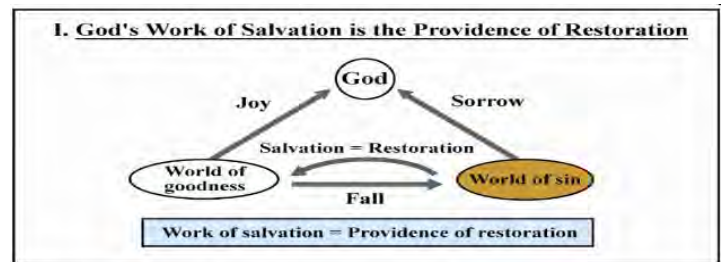 I. God's Work of Salvation is the Providence of Restoration
God
Joy
Sorrow
Salvation = Restoration
World of
goodness
World of sin
Fall
Work of salvation = Providence of restoration